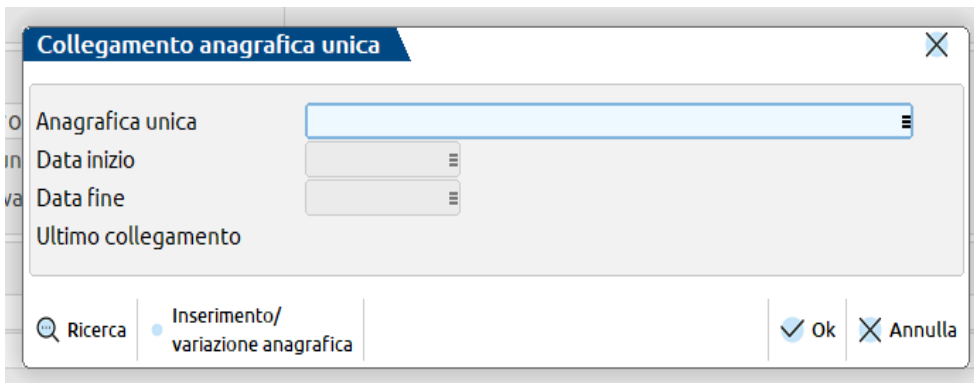 Collegamento anagrafica unica
Anagrafica unica
Data inizio
Data fine
Ultimo collegamento
Ricerca
Inserimento/
variazione anagrafica
Ok
Annulla